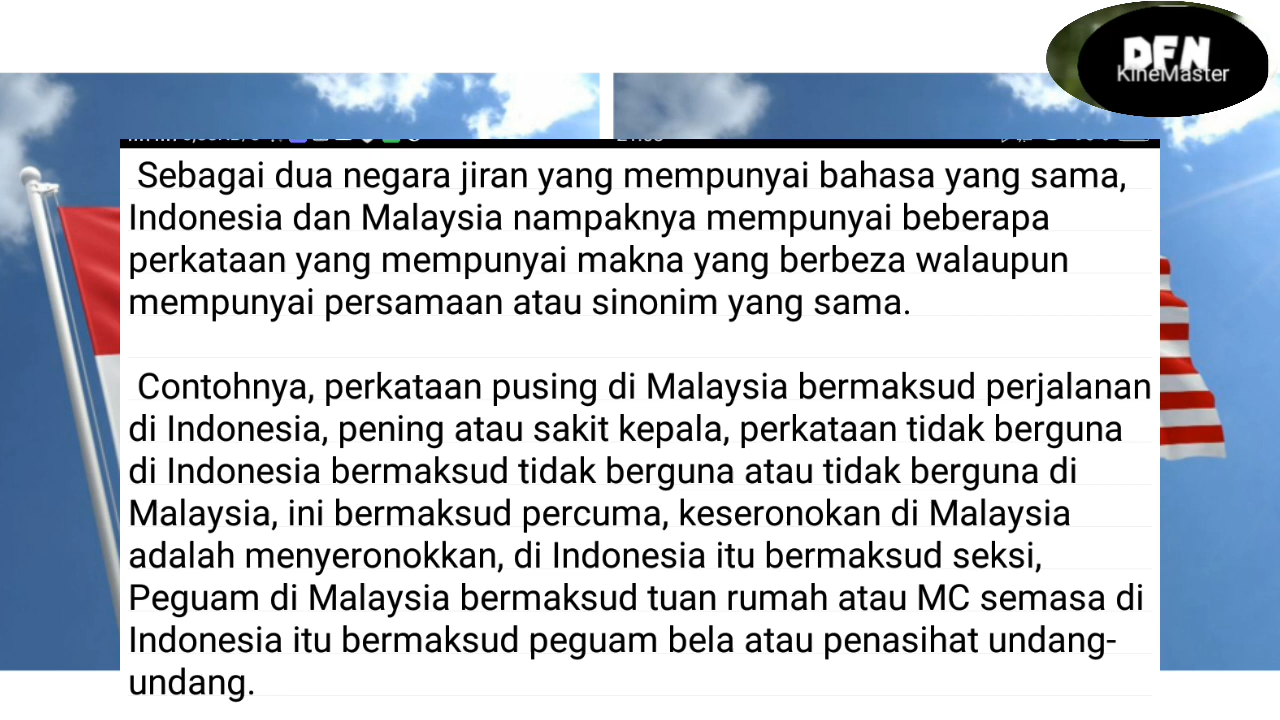 DFN
KineMaster
Sebagai dua negara jiran yang mempunyai bahasa yang sama,
Indonesia dan Malaysia nampaknya mempunyai beberapa
perkataan yang mempunyai makna yang berbeza walaupun
mempunyai persamaan atau sinonim yang sama.
Contohnya, perkataan pusing di Malaysia bermaksud perjalanan
di Indonesia, pening atau sakit kepala, perkataan tidak berguna
di Indonesia bermaksud tidak berguna atau tidak berguna di
Malaysia, ini bermaksud percuma, keseronokan di Malaysia
adalah menyeronokkan, di Indonesia itu bermaksud seksi,
Peguam di Malaysia bermaksud tuan rumah atau MC semasa di
Indonesia itu bermaksud peguam bela atau penasihat undang-
undang.